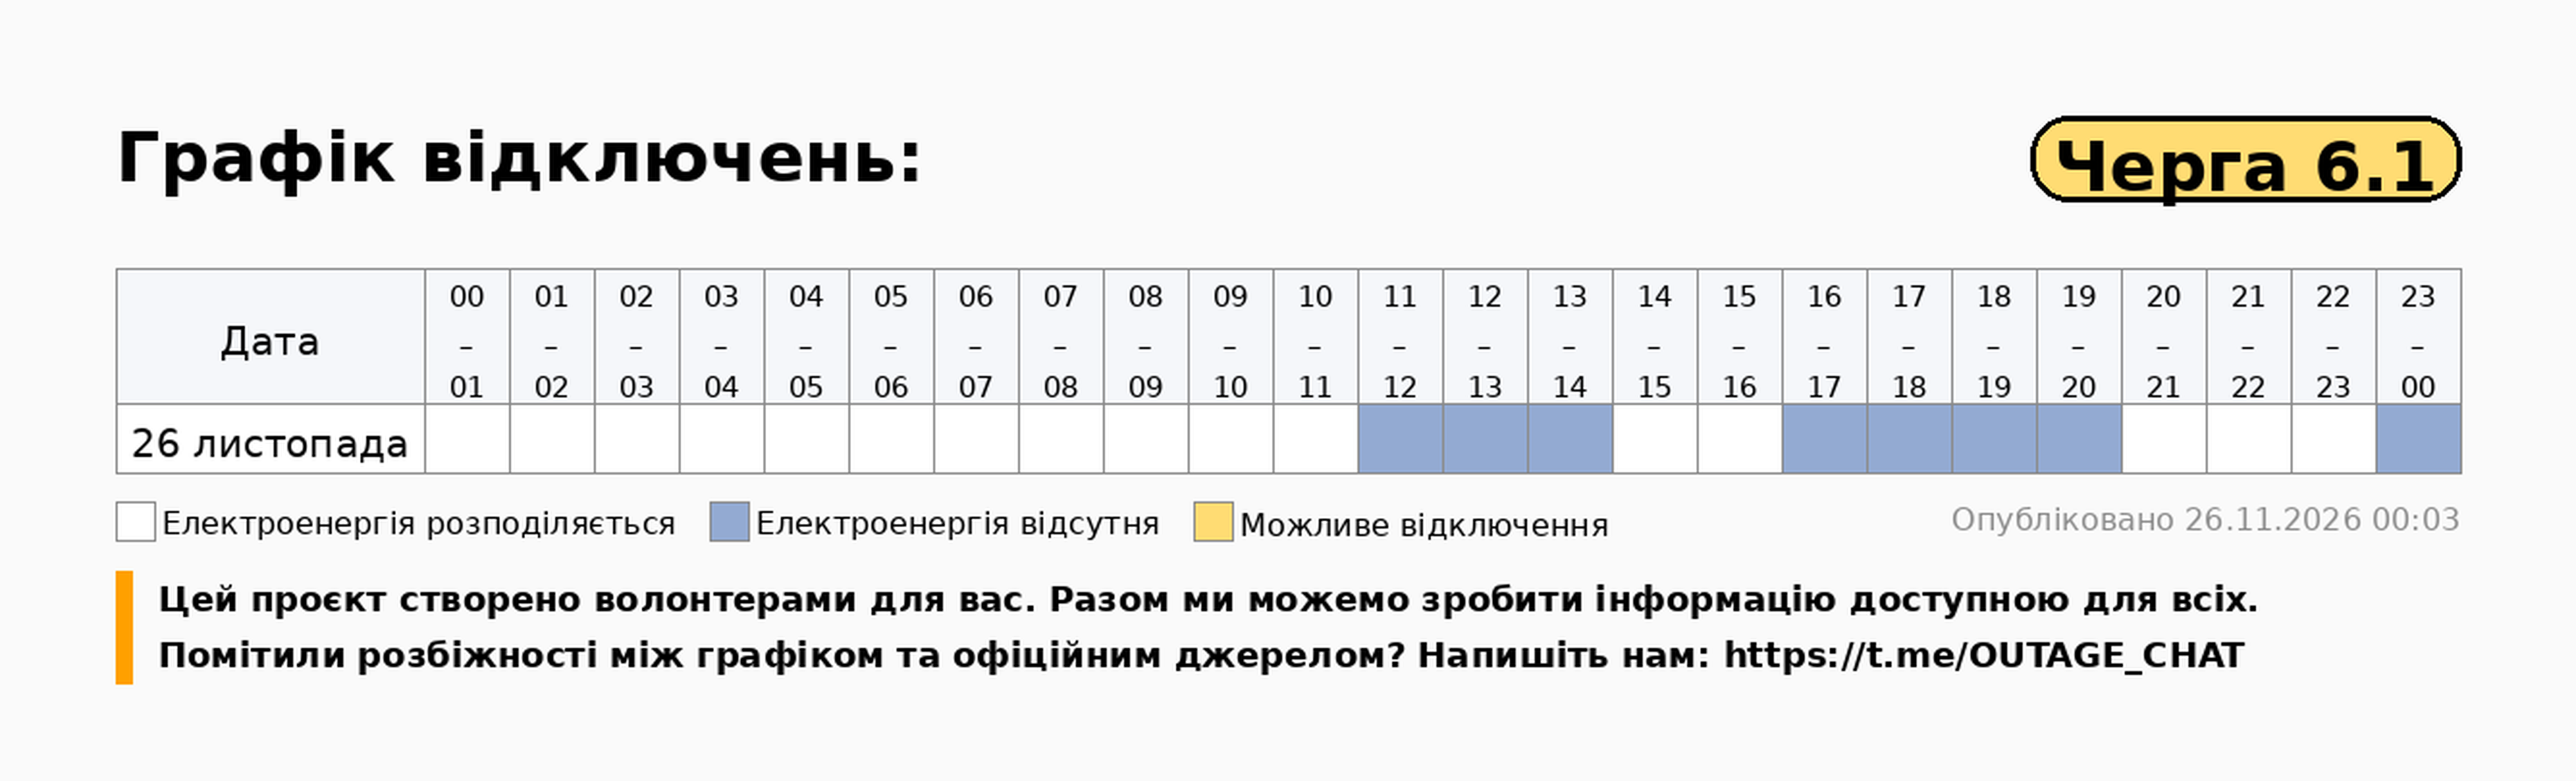 Графік відключень:
Черга 6.1
Дата
00 – 01
01 – 02
02 – 03
03 – 04
04 – 05
05 – 06
06 – 07
07 – 08
08 – 09
09 – 10
10 – 11
11 – 12
12 – 13
13 – 14
14 – 15
15 – 16
16 – 17
17 – 18
18 – 19
19 – 20
20 – 21
21 – 22
22 – 23
23 – 00
26 листопада
Електроенергія розподіляється
Електроенергія відсутня
Можливе відключення
Опубліковано 26.11.2026 00:03
Цей проєкт створено волонтерами для вас. Разом ми можемо зробити інформацію доступною для всіх.
Помітили розбіжності між графіком та офіційним джерелом? Напишіть нам: https://t.me/OUTAGE_CHAT